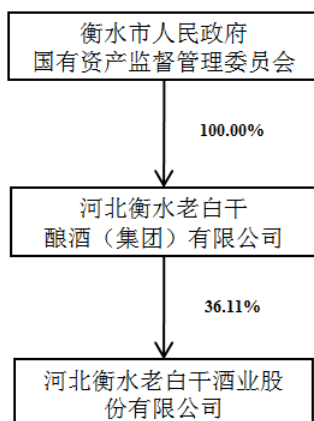 衡水市人民政府
国有资产监督管理委员会
100.00%
河北衡水老白干
酿酒（集团）有限公司
36.11%
河北衡水老白干酒业股
份有限公司